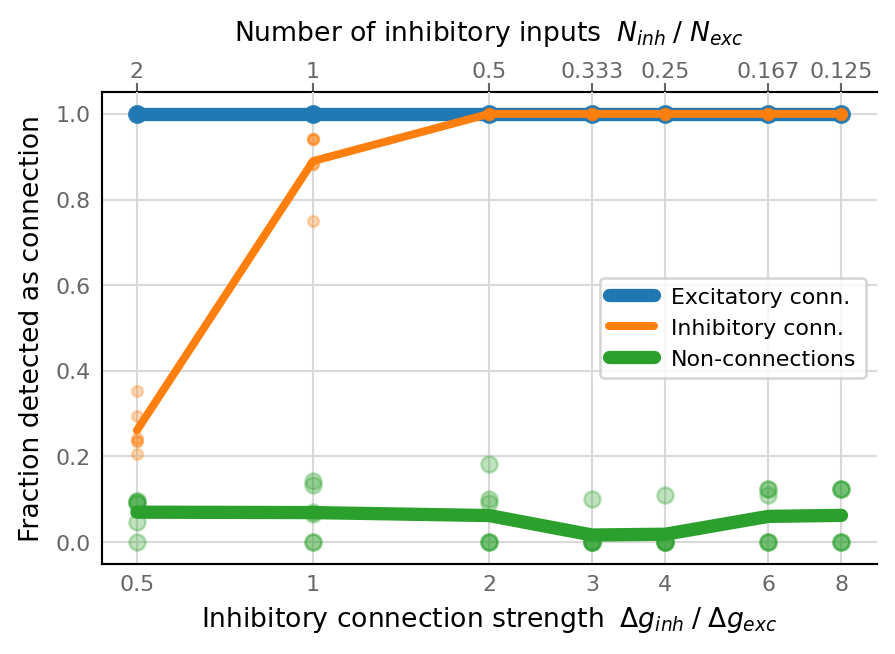 Number of inhibitory inputs N_inh / N_exc
2 1 0.5 0.333 0.25 0.167 0.125
1.0
0.8
0.6
0.4
0.2
0.0
Fraction detected as connection
Excitatory conn.
Inhibitory conn.
Non-connections
0.5 1 2 3 4 6 8
Inhibitory connection strength Δg_inh / Δg_exc